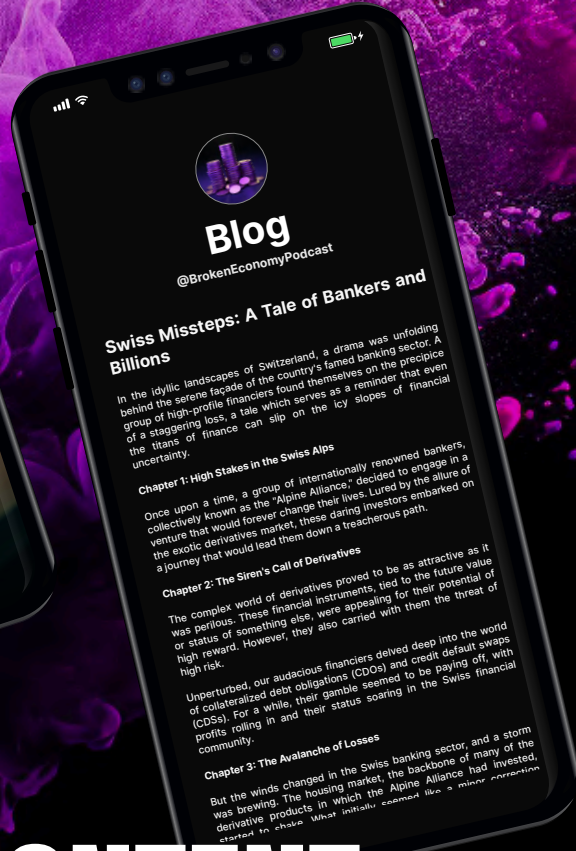 Blog
@BrokenEconomyPodcast
Swiss Missteps: A Tale of Bankers and
Billions
In the idyllic landscapes of Switzerland, a drama was unfolding
behind the serene façade of the country's famed banking sector. A
group of high-profile financiers found themselves on the precipice
of a staggering loss, a tale which serves as a reminder that even
the titans of finance can slip on the icy slopes of financial
uncertainty.
Chapter 1: High Stakes in the Swiss Alps
Once upon a time, a group of internationally renowned bankers,
collectively known as the "Alpine Alliance," decided to engage in a
venture that would forever change their lives. Lured by the allure of
the exotic derivatives market, these daring investors embarked on
a journey that would lead them down a treacherous path.
Chapter 2: The Siren's Call of Derivatives
The complex world of derivatives proved to be as attractive as it
was perilous. These financial instruments, tied to the future value
or status of something else, were appealing for their potential of
high reward. However, they also carried with them the threat of
high risk.
Unperturbed, our audacious financiers delved deep into the world
of collateralized debt obligations (CDOs) and credit default swaps
(CDSs). For a while, their gamble seemed to be paying off, with
profits rolling in and their status soaring in the Swiss financial
community.
Chapter 3: The Avalanche of Losses
But the winds changed in the Swiss banking sector, and a storm
was brewing. The housing market, the backbone of many of the
derivative products in which the Alpine Alliance had invested,
started to shake. What initially seemed like a minor correction